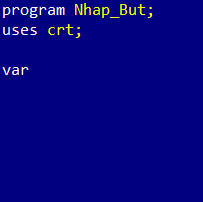 program Nhap_But;
uses crt;
var